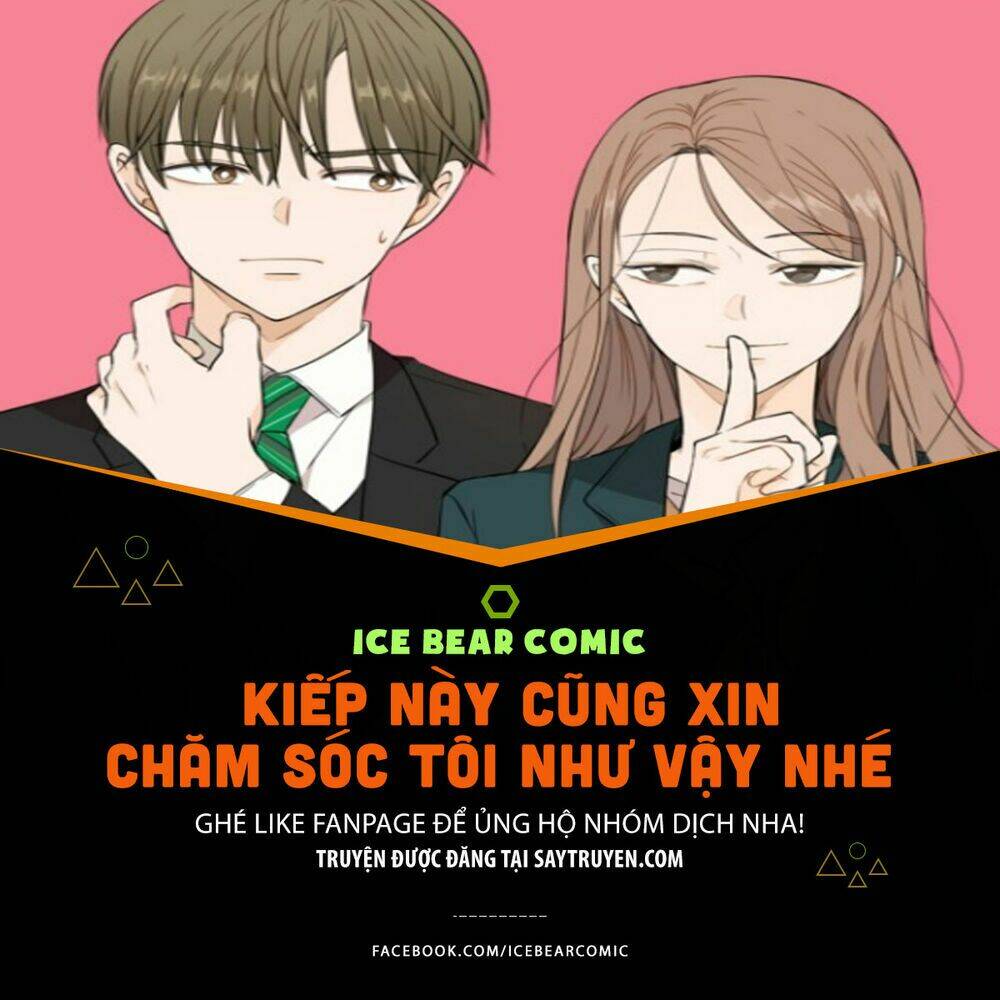 ICE BEAR COMIC
KIẾP NÀY CŨNG XIN
CHĂM SÓC TÔI NHƯ VẬY NHÉ
GHÉ LIKE FANPAGE ĐỂ ỦNG HỘ NHÓM DỊCH NHA!
TRUYỆN ĐƯỢC ĐĂNG TẠI SAYTRUYEN.COM
FACEBOOK.COM/ICEBEARCOMIC